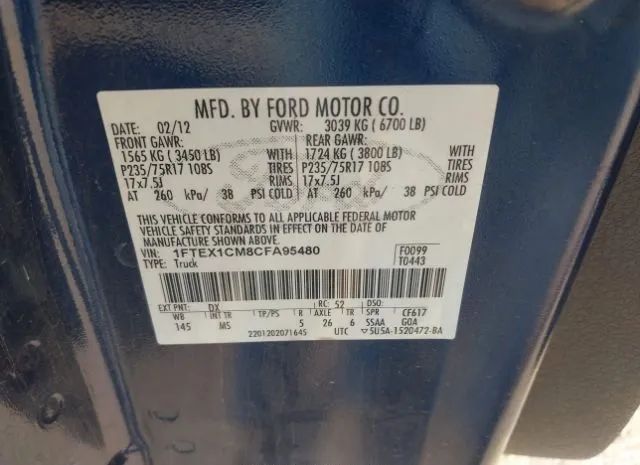 MFD. BY FORD MOTOR CO.
DATE: 02/12 GVWR: 3039 KG ( 6700 LB)
FRONT GAWR: REAR GAWR:
1565 KG ( 3450 LB) WITH 1724 KG ( 3800 LB) WITH
P235/75R17 108S TIRES P235/75R17 108S TIRES
17x7.5J RIMS 17x7.5J RIMS
AT 260 kPa/ 38 PSI COLD AT 260 kPa/ 38 PSI COLD
THIS VEHICLE CONFORMS TO ALL APPLICABLE FEDERAL MOTOR
VEHICLE SAFETY STANDARDS IN EFFECT ON THE DATE OF
MANUFACTURE SHOWN ABOVE.
VIN: 1FTEX1CM8CFA95480 F0099
TYPE: Truck T0443
EXT PNT: DX RC: 52 DSO:
WB INT TR TP/PS R AXLE TR SPR CF617
145 MS 5 26 6 SSAA GOA
2201202071645 UTC 5U5A-1520472-BA